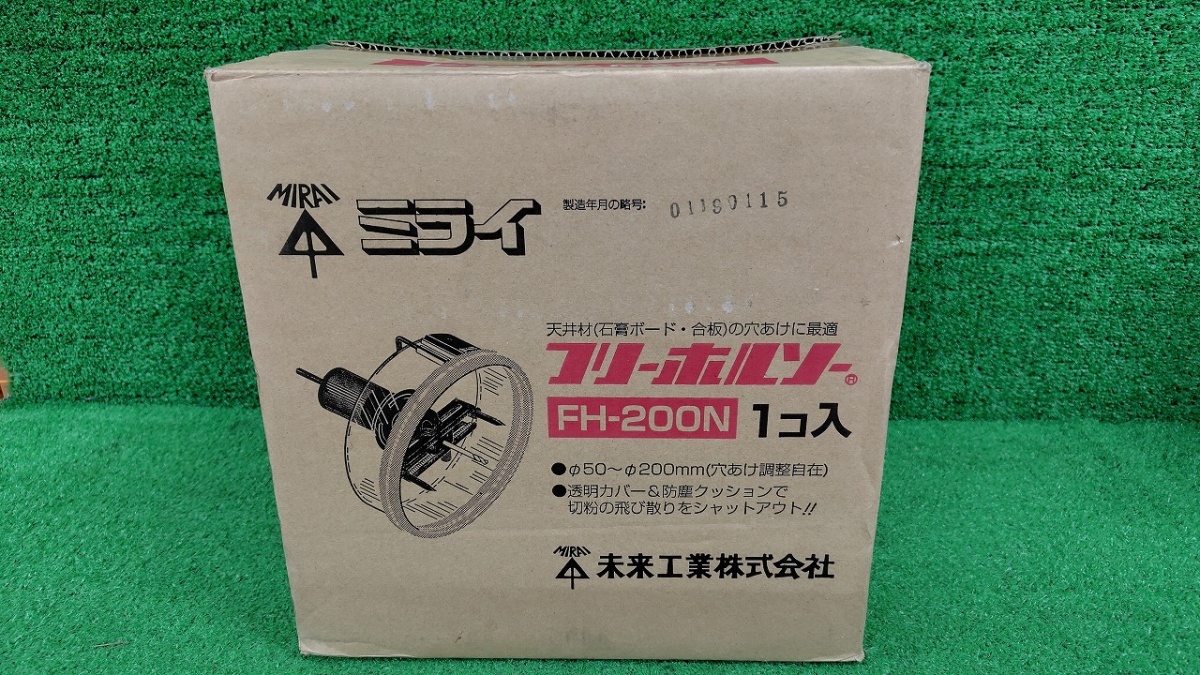 MIRAI
ミライ
製造年月の略号:
01190115
天井材(石膏ボード・合板)の穴あけに最適
フリーホルソー®
FH-200N 1コ入
●φ50～φ200mm(穴あけ調整自在)
●透明カバー&防塵クッションで
切粉の飛び散りをシャットアウト!!
MIRAI
未来工業株式会社